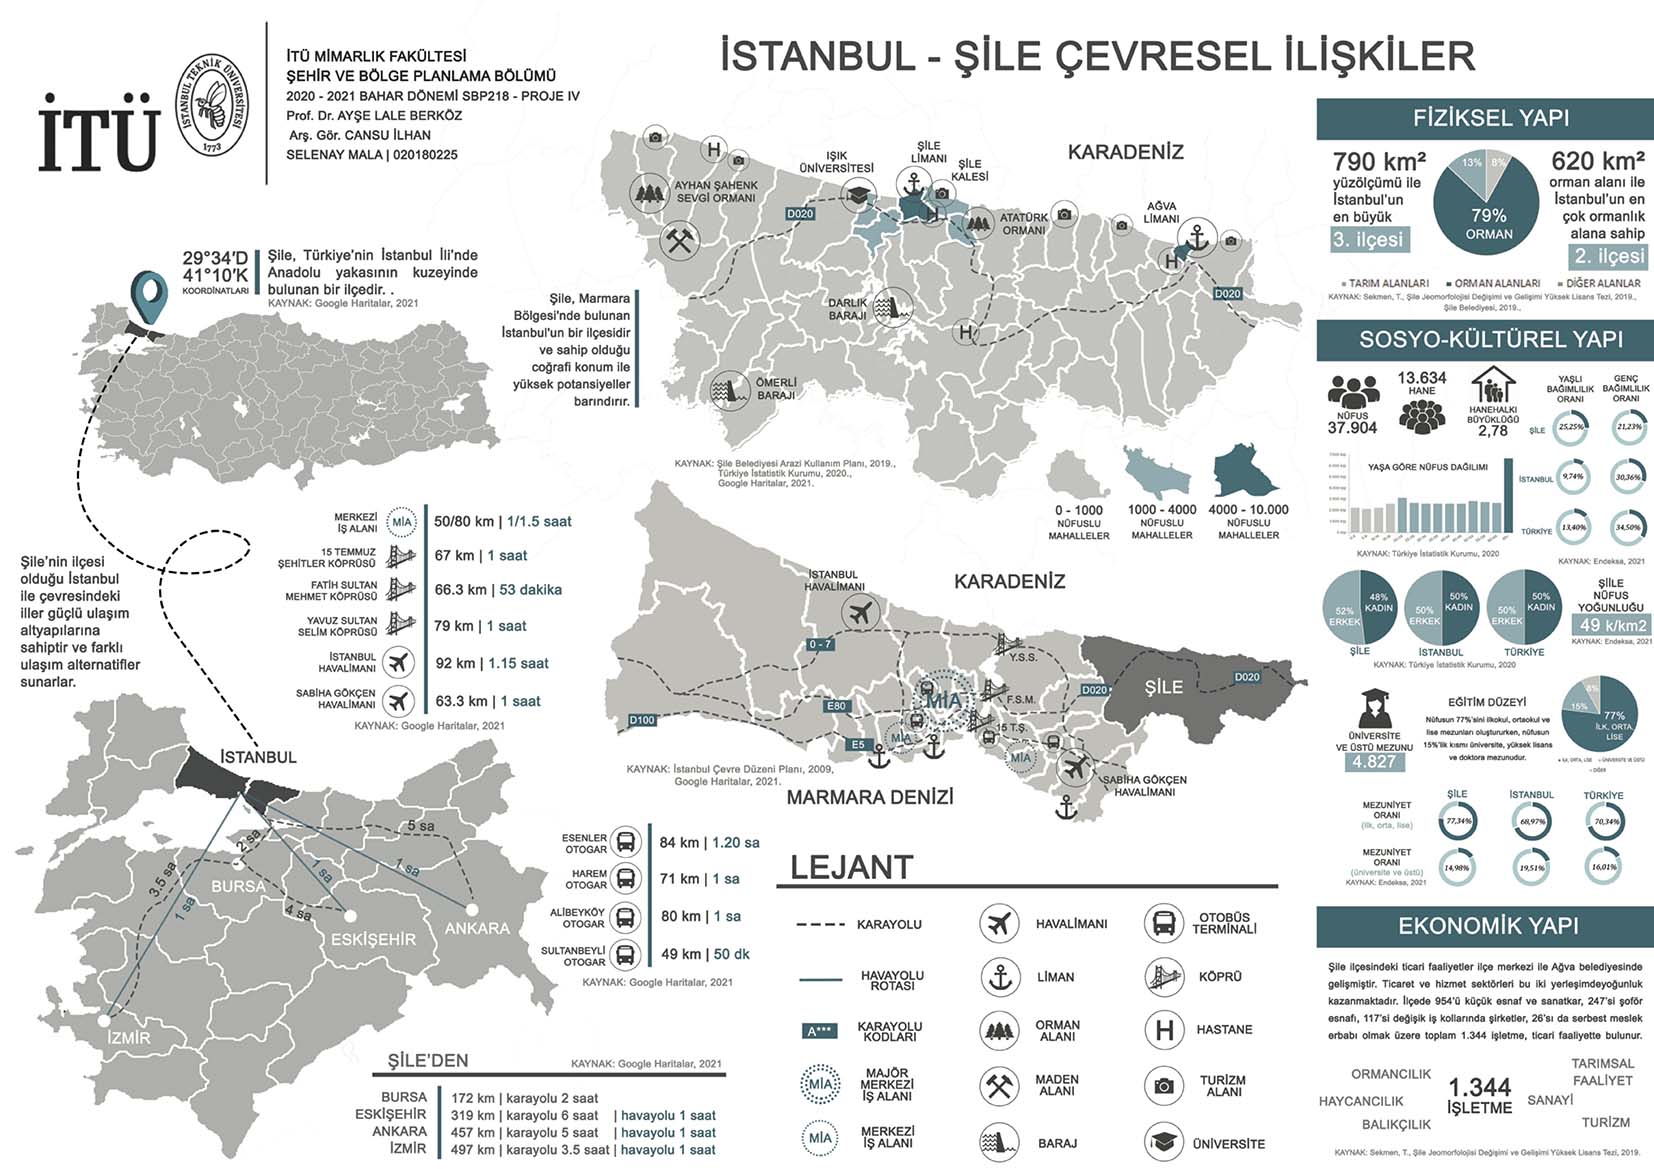 İTÜ
İSTANBUL TEKNİK ÜNİVERSİTESİ
1773
İTÜ MİMARLIK FAKÜLTESİ
ŞEHİR VE BÖLGE PLANLAMA BÖLÜMÜ
2020 - 2021 BAHAR DÖNEMİ SBP218 - PROJE IV
Prof. Dr. AYŞE LALE BERKÖZ
Arş. Gör. CANSU İLHAN
SELENAY MALA | 020180225
İSTANBUL - ŞİLE ÇEVRESEL İLİŞKİLER
29°34'D
41°10'K
KOORDİNATLARI
Şile, Türkiye'nin İstanbul İli'nde
Anadolu yakasının kuzeyinde
bulunan bir ilçedir. .
KAYNAK: Google Haritalar, 2021
Şile, Marmara
Bölgesi'nde bulunan
İstanbul'un bir ilçesidir
ve sahip olduğu
coğrafi konum ile
yüksek potansiyeller
barındırır.
KARADENİZ
AYHAN ŞAHENK
SEVGİ ORMANI
IŞIK
ÜNİVERSİTESİ
ŞİLE
LİMANI
ŞİLE
KALESİ
ATATÜRK
ORMANI
AĞVA
LİMANI
D020
D020
H
H
H
H
DARLIK
BARAJI
ÖMERLİ
BARAJI
KAYNAK: Şile Belediyesi Arazi Kullanım Planı, 2019.,
Türkiye İstatistik Kurumu, 2020.,
Google Haritalar, 2021.
0 - 1000
NÜFUSLU
MAHALLELER
1000 - 4000
NÜFUSLU
MAHALLELER
4000 - 10.000
NÜFUSLU
MAHALLELER
Şile'nin ilçesi
olduğu İstanbul
ile çevresindeki
iller güçlü ulaşım
altyapılarına
sahiptir ve farklı
ulaşım alternatifler
sunarlar.
MERKEZİ
İŞ ALANI
MİA
50/80 km | 1/1.5 saat
15 TEMMUZ
ŞEHİTLER KÖPRÜSÜ
67 km | 1 saat
FATİH SULTAN
MEHMET KÖPRÜSÜ
66.3 km | 53 dakika
YAVUZ SULTAN
SELİM KÖPRÜSÜ
79 km | 1 saat
İSTANBUL
HAVALİMANI
92 km | 1.15 saat
SABİHA GÖKÇEN
HAVALİMANI
63.3 km | 1 saat
KAYNAK: Google Haritalar, 2021
İSTANBUL
HAVALİMANI
KARADENİZ
0 - 7
E80
D100
E5
Y.S.S.
F.S.M.
15 T.Ş.
MİA
MİA
MİA
D020
ŞİLE
D020
SABİHA GÖKÇEN
HAVALİMANI
KAYNAK: İstanbul Çevre Düzeni Planı, 2009,
Google Haritalar, 2021.
MARMARA DENİZİ
İSTANBUL
5 sa
2 sa
3.5 sa
1 sa
1 sa
1 sa
4 sa
BURSA
ESKİŞEHİR
ANKARA
İZMİR
ESENLER
OTOGAR
84 km | 1.20 sa
HAREM
OTOGAR
71 km | 1 sa
ALİBEYKÖY
OTOGAR
80 km | 1 sa
SULTANBEYLİ
OTOGAR
49 km | 50 dk
KAYNAK: Google Haritalar, 2021
ŞİLE'DEN
KAYNAK: Google Haritalar, 2021
BURSA 172 km | karayolu 2 saat
ESKİŞEHİR 319 km | karayolu 6 saat | havayolu 1 saat
ANKARA 457 km | karayolu 5 saat | havayolu 1 saat
İZMİR 497 km | karayolu 3.5 saat | havayolu 1 saat
LEJANT
KARAYOLU
HAVAYOLU
ROTASI
A***
KARAYOLU
KODLARI
MİA
MAJÖR
MERKEZİ
İŞ ALANI
MİA
MERKEZİ
İŞ ALANI
HAVALİMANI
LİMAN
ORMAN
ALANI
MADEN
ALANI
BARAJ
OTOBÜS
TERMİNALİ
KÖPRÜ
H
HASTANE
TURİZM
ALANI
ÜNİVERSİTE
FİZİKSEL YAPI
790 km²
yüzölçümü ile
İstanbul'un
en büyük
3. ilçesi
13%
8%
79%
ORMAN
620 km²
orman alanı ile
İstanbul'un en
çok ormanlık
alana sahip
2. ilçesi
TARIM ALANLARI ORMAN ALANLARI DİĞER ALANLAR
KAYNAK: Sekmen, T., Şile Jeomorfolojisi Değişimi ve Gelişimi Yüksek Lisans Tezi, 2019.,
Şile Belediyesi, 2019.,
SOSYO-KÜLTÜREL YAPI
NÜFUS
37.904
13.634
HANE
HANEHALKI
BÜYÜKLÜĞÜ
2,78
YAŞLI
BAĞIMLILIK
ORANI
GENÇ
BAĞIMLILIK
ORANI
ŞİLE
25,25%
21,23%
İSTANBUL
9,74%
30,36%
TÜRKİYE
13,40%
34,50%
YAŞA GÖRE NÜFUS DAĞILIMI
KAYNAK: Türkiye İstatistik Kurumu, 2020
KAYNAK: Endeksa, 2021
52%
ERKEK
48%
KADIN
ŞİLE
50%
ERKEK
50%
KADIN
İSTANBUL
50%
ERKEK
50%
KADIN
TÜRKİYE
KAYNAK: Türkiye İstatistik Kurumu, 2020
ŞİİLE
NÜFUS
YOĞUNLUĞU
49 k/km2
KAYNAK: Endeksa, 2021
ÜNİVERSİTE
VE ÜSTÜ MEZUNU
4.827
EĞİTİM DÜZEYİ
Nüfusun 77%'sini ilkokul, ortaokul ve
lise mezunları oluştururken, nüfusun
15%'lik kısmı üniversite, yüksek lisans
ve doktora mezunudur.
8%
15%
77%
İLK, ORTA,
LİSE
İLK, ORTA, LİSE ÜNİVERSİTE VE ÜSTÜ
DİĞER
ŞİLE
İSTANBUL
TÜRKİYE
MEZUNİYET
ORANI
(ilk, orta, lise)
77,34%
68,97%
70,34%
MEZUNİYET
ORANI
(üniversite ve üstü)
KAYNAK: Endeksa, 2021
14,98%
19,51%
16,01%
EKONOMİK YAPI
Şile ilçesindeki ticari faaliyetler ilçe merkezi ile Ağva belediyesinde
gelişmiştir. Ticaret ve hizmet sektörleri bu iki yerleşimdeyoğunluk
kazanmaktadır. İlçede 954'ü küçük esnaf ve sanatkar, 247'si şoför
esnafı, 117'si değişik iş kollarında şirketler, 26'sı da serbest meslek
erbabı olmak üzere toplam 1.344 işletme, ticari faaliyette bulunur.
ORMANCILIK
HAYCANCILIK
BALIKÇILIK
1.344
İŞLETME
TARIMSAL
FAALİYET
SANAYİ
TURİZM
KAYNAK: Sekmen, T., Şile Jeomorfolojisi Değişimi ve Gelişimi Yüksek Lisans Tezi, 2019.